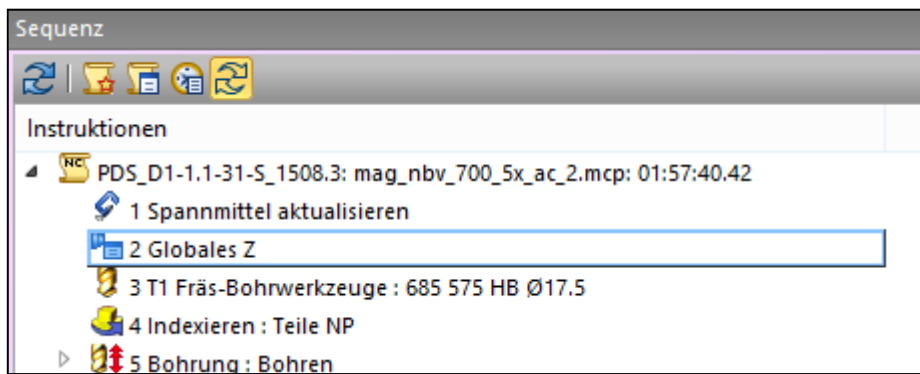 Sequenz
Instruktionen
NC PDS_D1-1.1-31-S_1508.3: mag_nbv_700_5x_ac_2.mcp: 01:57:40.42
1 Spannmittel aktualisieren
2 Globales Z
3 T1 Fräs-Bohrwerkzeuge : 685 575 HB Ø17.5
4 Indexieren : Teile NP
5 Bohrung : Bohren